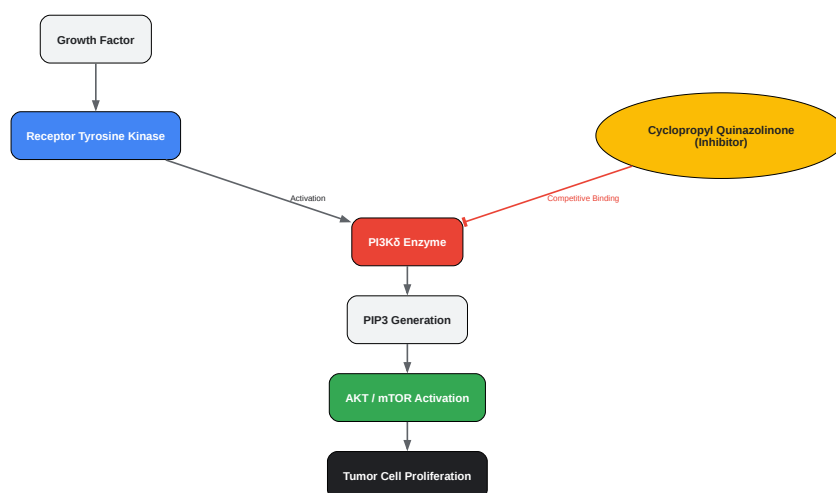 Growth Factor
Receptor Tyrosine Kinase
Cyclopropyl Quinazolinone
(Inhibitor)
Activation
Competitive Binding
PI3Kδ Enzyme
PIP3 Generation
AKT / mTOR Activation
Tumor Cell Proliferation